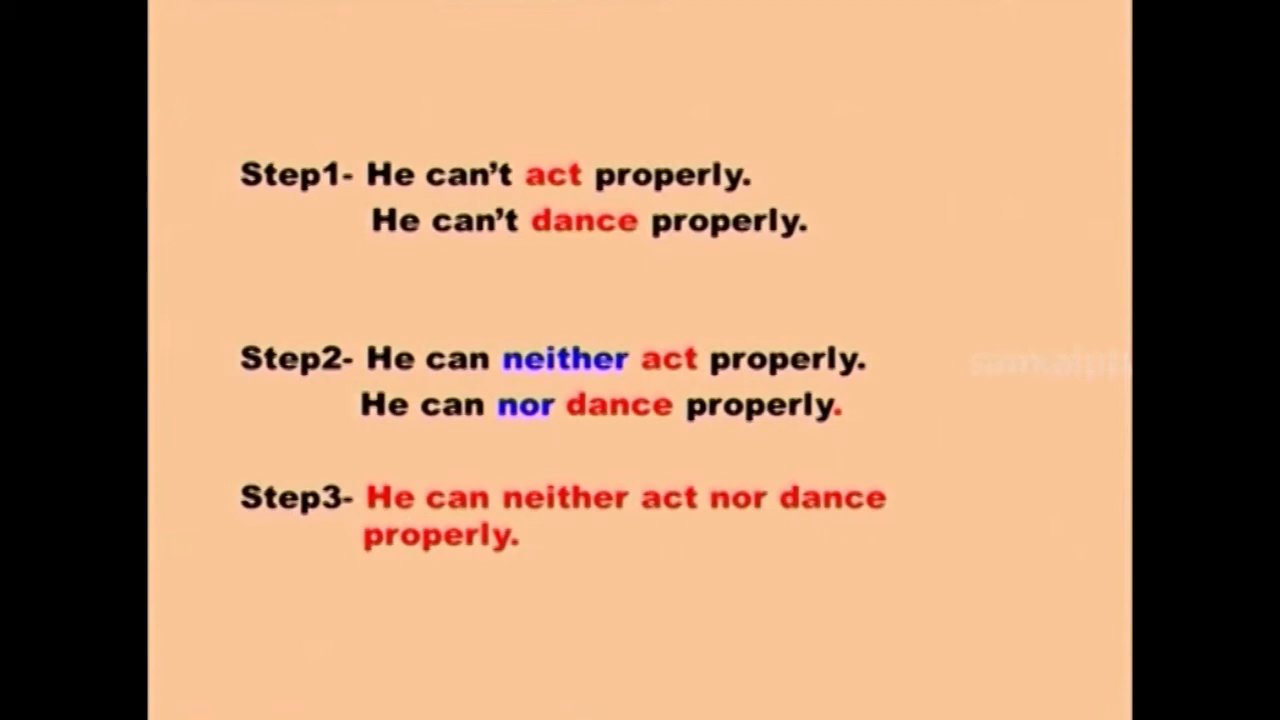 Step1- He can't act properly.
He can't dance properly.
Step2- He can neither act properly.
He can nor dance properly.
Step3- He can neither act nor dance
properly.